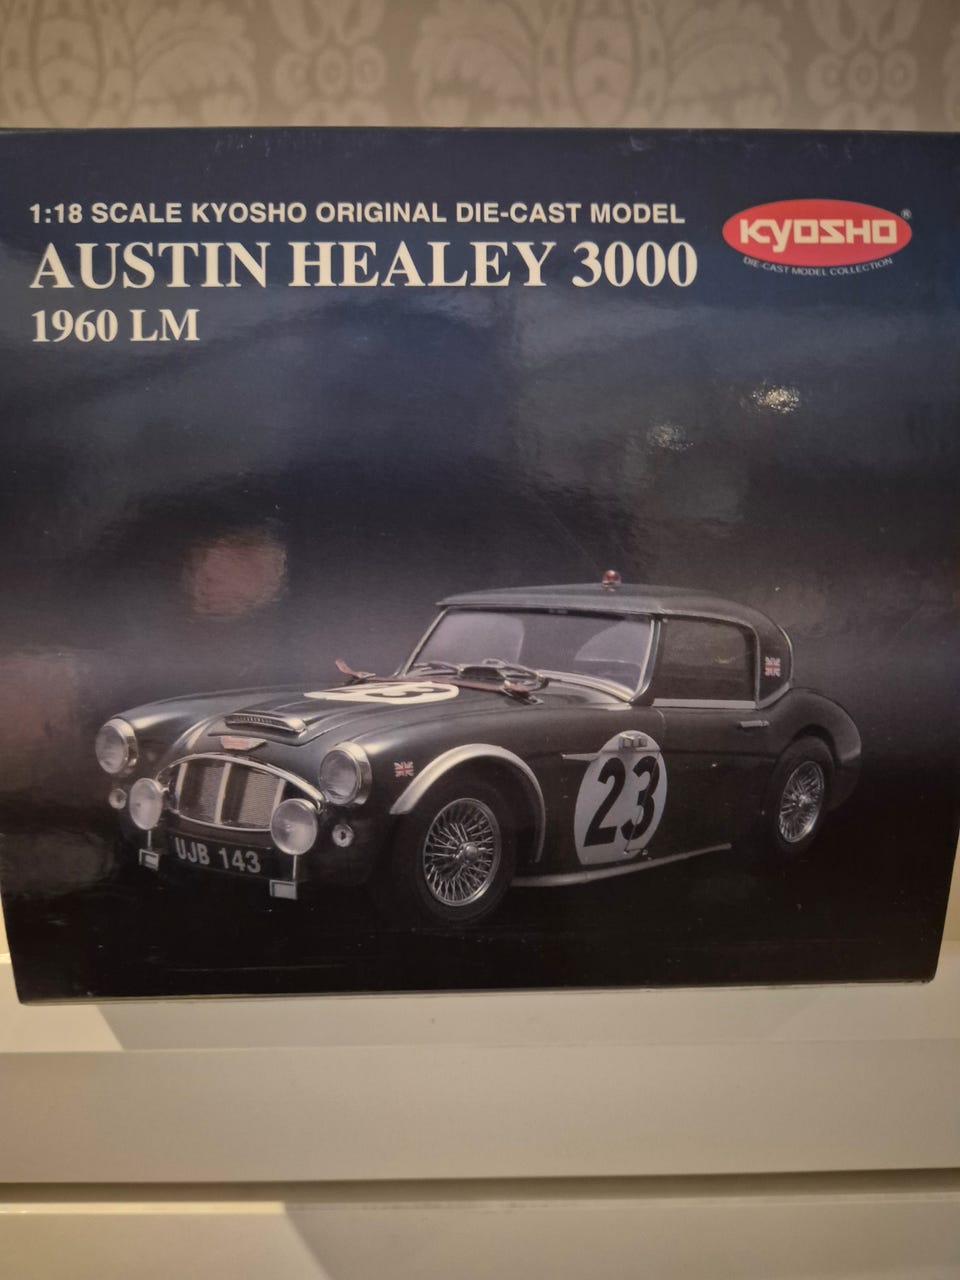 1:18 SCALE KYOSHO ORIGINAL DIE-CAST MODEL
AUSTIN HEALEY 3000
1960 LM
KYOSHO®
DIE-CAST MODEL COLLECTION
23
23
UJB 143